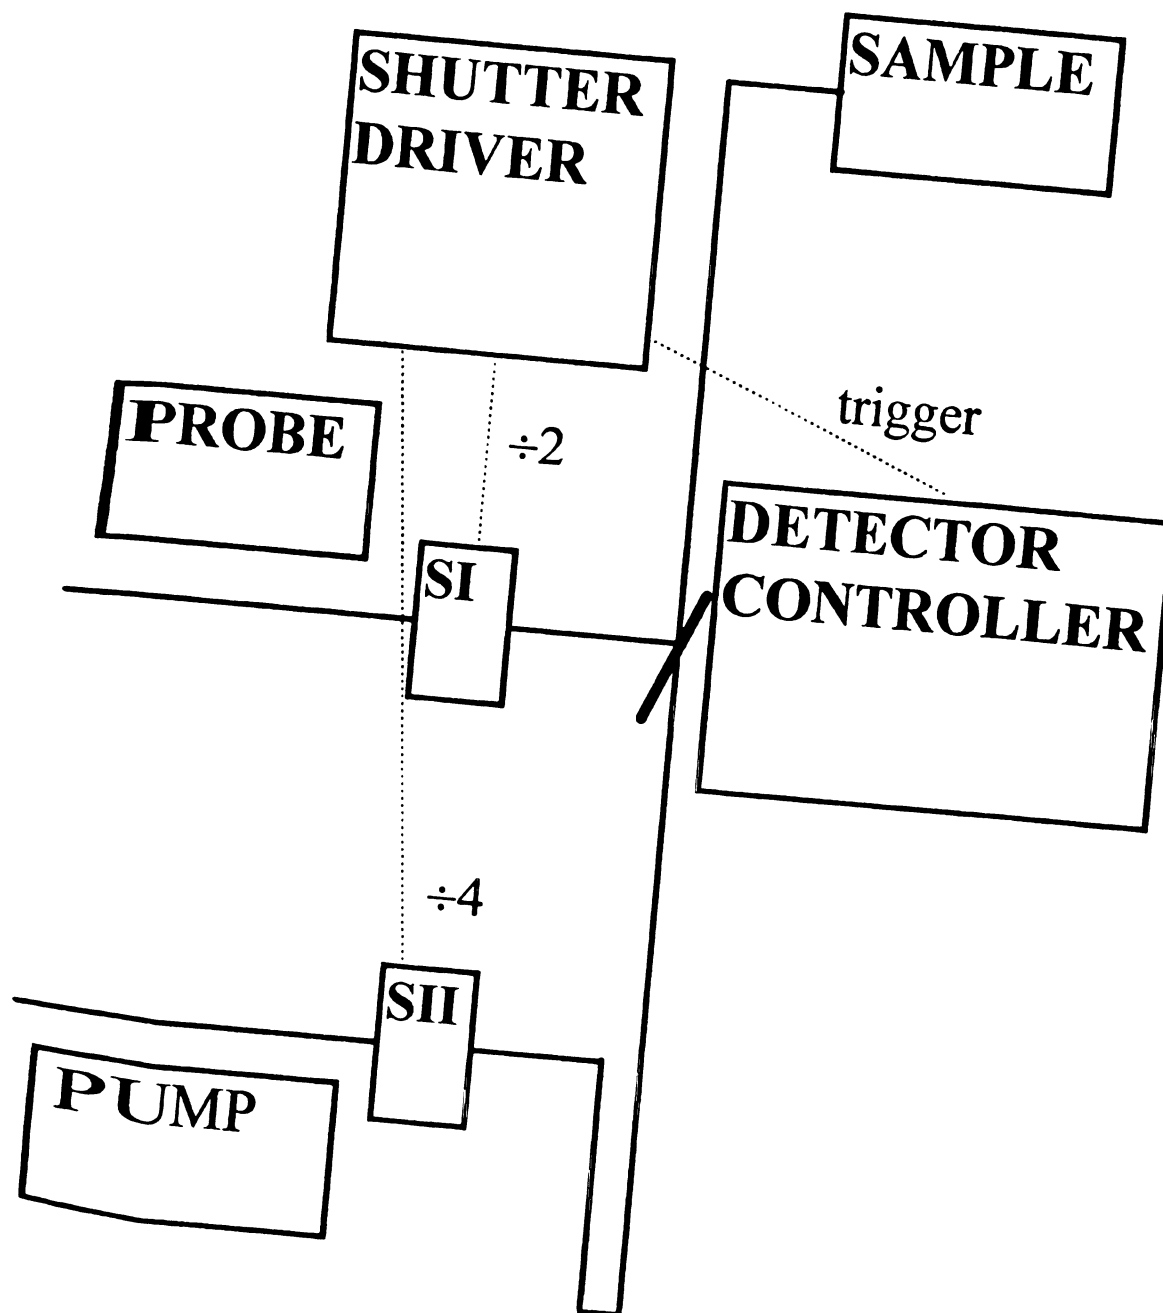 SHUTTER
DRIVER
SAMPLE
PROBE
÷2
trigger
SI
DETECTOR
CONTROLLER
÷4
SII
PUMP